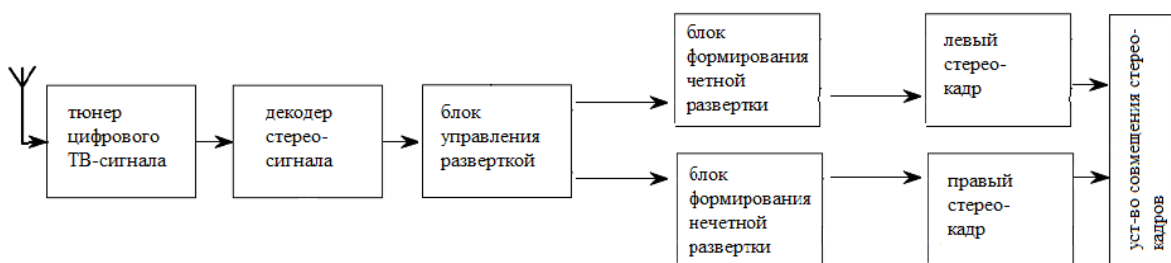 тюнер
цифрового
ТВ-сигнала
декодер
стерео-
сигнала
блок
управления
разверткой
блок
формирования
четной
развертки
левый
стерео-
кадр
блок
формирования
нечетной
развертки
правый
стерео-
кадр
уст-во совмещения стерео-
кадров